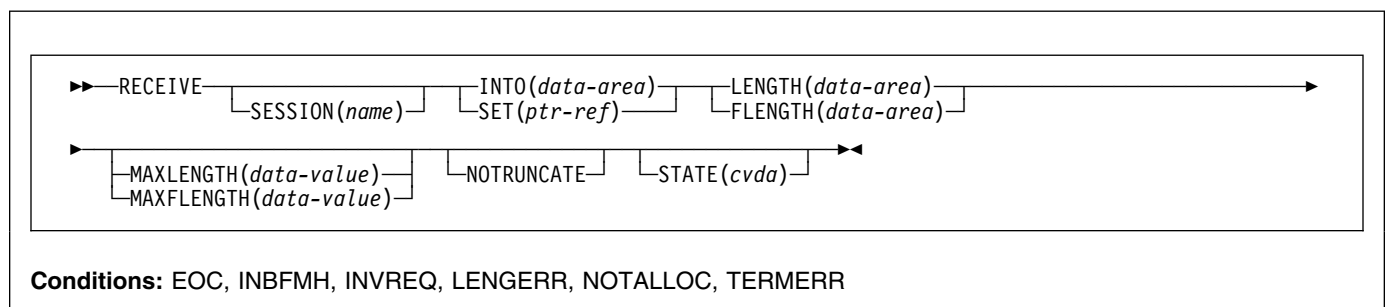 RECEIVE INTO(data-area) LENGTH(data-area)
SESSION(name) SET(ptr-ref) FLENGTH(data-area)
MAXLENGTH(data-value) NOTRUNCATE STATE(cvda)
MAXFLENGTH(data-value)
Conditions: EOC, INBFMH, INVREQ, LENGERR, NOTALLOC, TERMERR